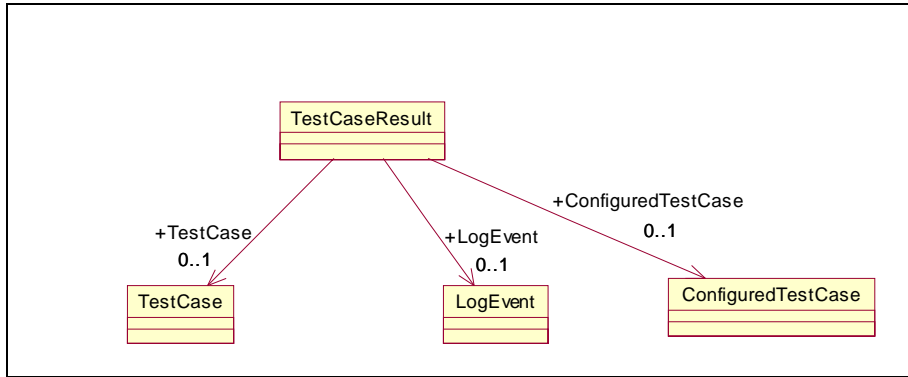 TestCaseResult
+ConfiguredTestCase
+TestCase
+LogEvent
0..1
0..1
0..1
TestCase
LogEvent
ConfiguredTestCase